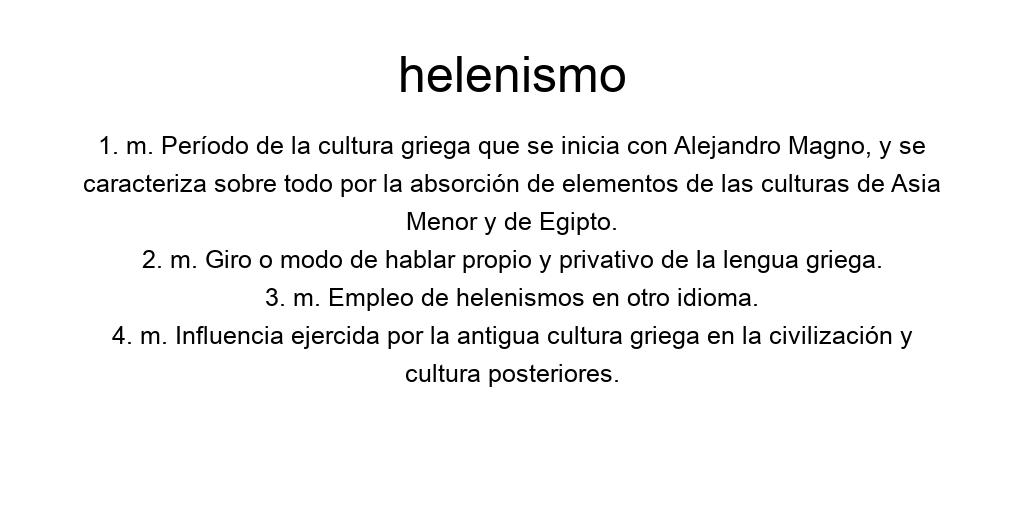 helenismo
1. m. Período de la cultura griega que se inicia con Alejandro Magno, y se
caracteriza sobre todo por la absorción de elementos de las culturas de Asia
Menor y de Egipto.
2. m. Giro o modo de hablar propio y privativo de la lengua griega.
3. m. Empleo de helenismos en otro idioma.
4. m. Influencia ejercida por la antigua cultura griega en la civilización y
cultura posteriores.